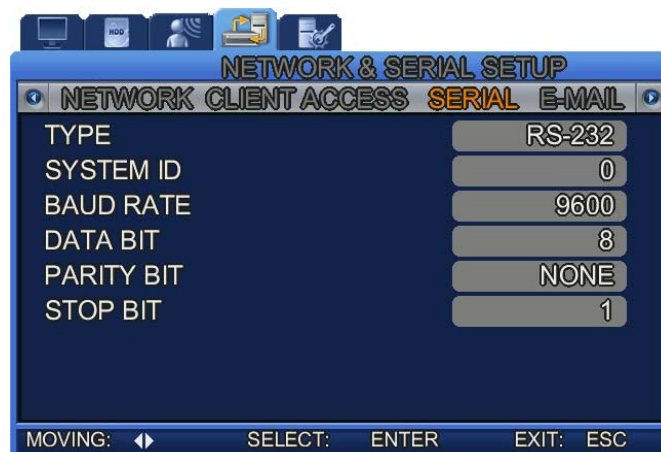 HDD
NETWORK & SERIAL SETUP
NETWORK CLIENT ACCESS SERIAL E-MAIL
TYPE RS-232
SYSTEM ID 0
BAUD RATE 9600
DATA BIT 8
PARITY BIT NONE
STOP BIT 1
MOVING: SELECT: ENTER EXIT: ESC